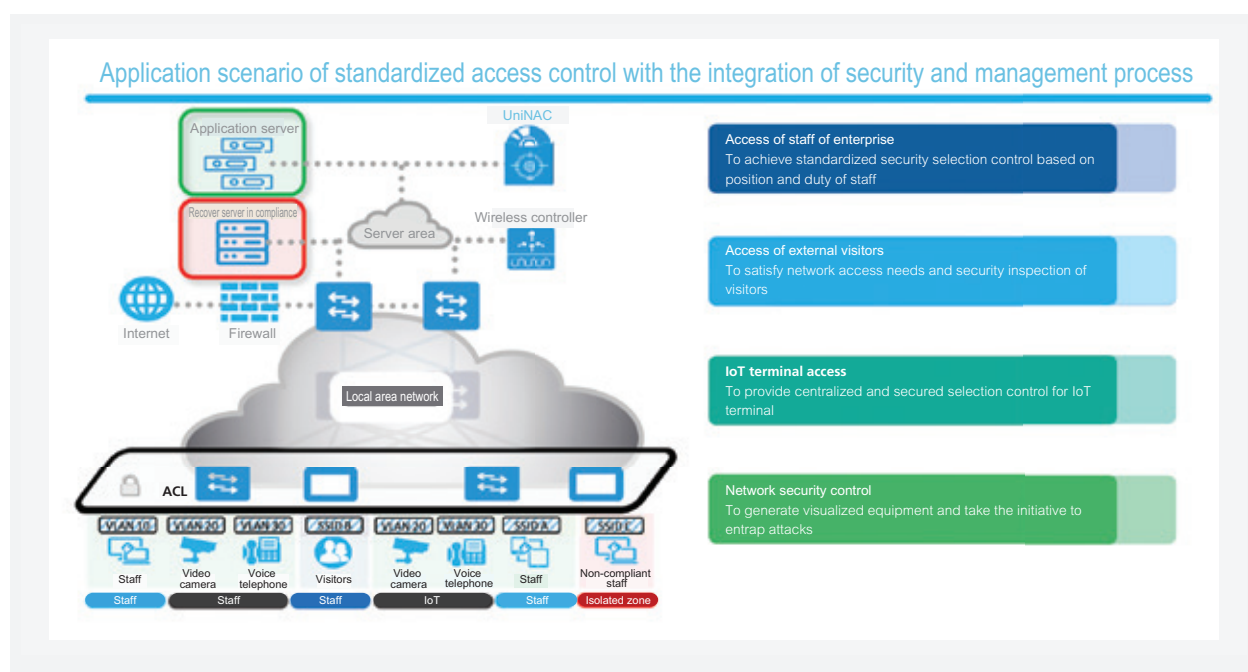 Application scenario of standardized access control with the integration of security and management process
Application server
UniNAC
Recover server in compliance
Server area
Wireless controller
Internet
Firewall
Local area network
ACL
VLAN 10
VLAN 20
VLAN 30
SSID B
VLAN 20
VLAN 30
SSID A
Staff
Video
camera
Voice
telephone
Visitors
Video
camera
Voice
telephone
Staff
Non-compliant
staff
Staff
Staff
Staff
IoT
Staff
Isolated zone
Access of staff of enterprise
To achieve standardized security selection control based on
position and duty of staff
Access of external visitors
To satisfy network access needs and security inspection of
visitors
IoT terminal access
To provide centralized and secured selection control for IoT
terminal
Network security control
To generate visualized equipment and take the initiative to
entrap attacks